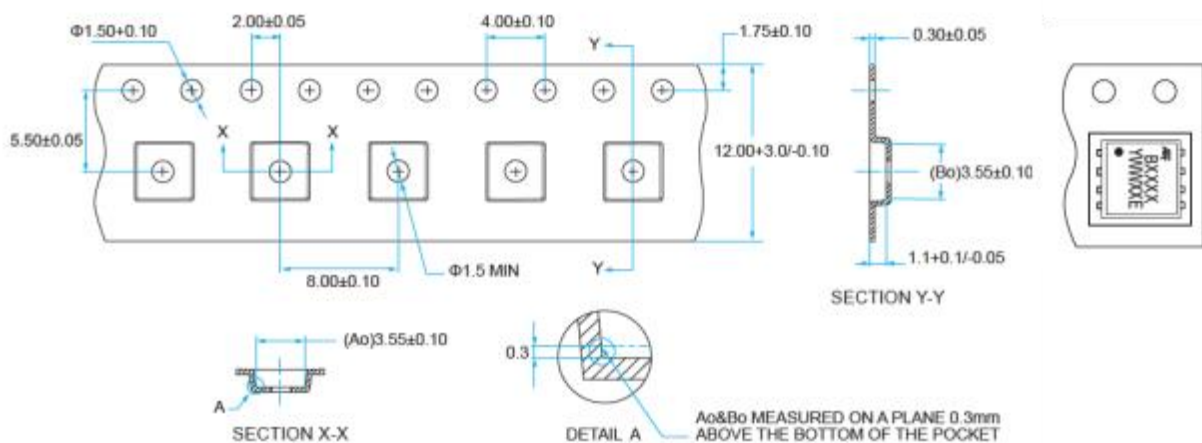 2.00±0.05
4.00±0.10
Y
1.75±0.10
0.30±0.05
Φ1.50+0.10
X
X
5.50±0.05
12.00+3.0/-0.10
(Bo)3.55±0.10
BXXXX
YWWXXE
8.00±0.10
Φ1.5 MIN
Y
1.1+0.1/-0.05
SECTION Y-Y
(Ao)3.55±0.10
0.3
A
SECTION X-X
DETAIL A
Ao&Bo MEASURED ON A PLANE 0.3mm
ABOVE THE BOTTOM OF THE POCKET